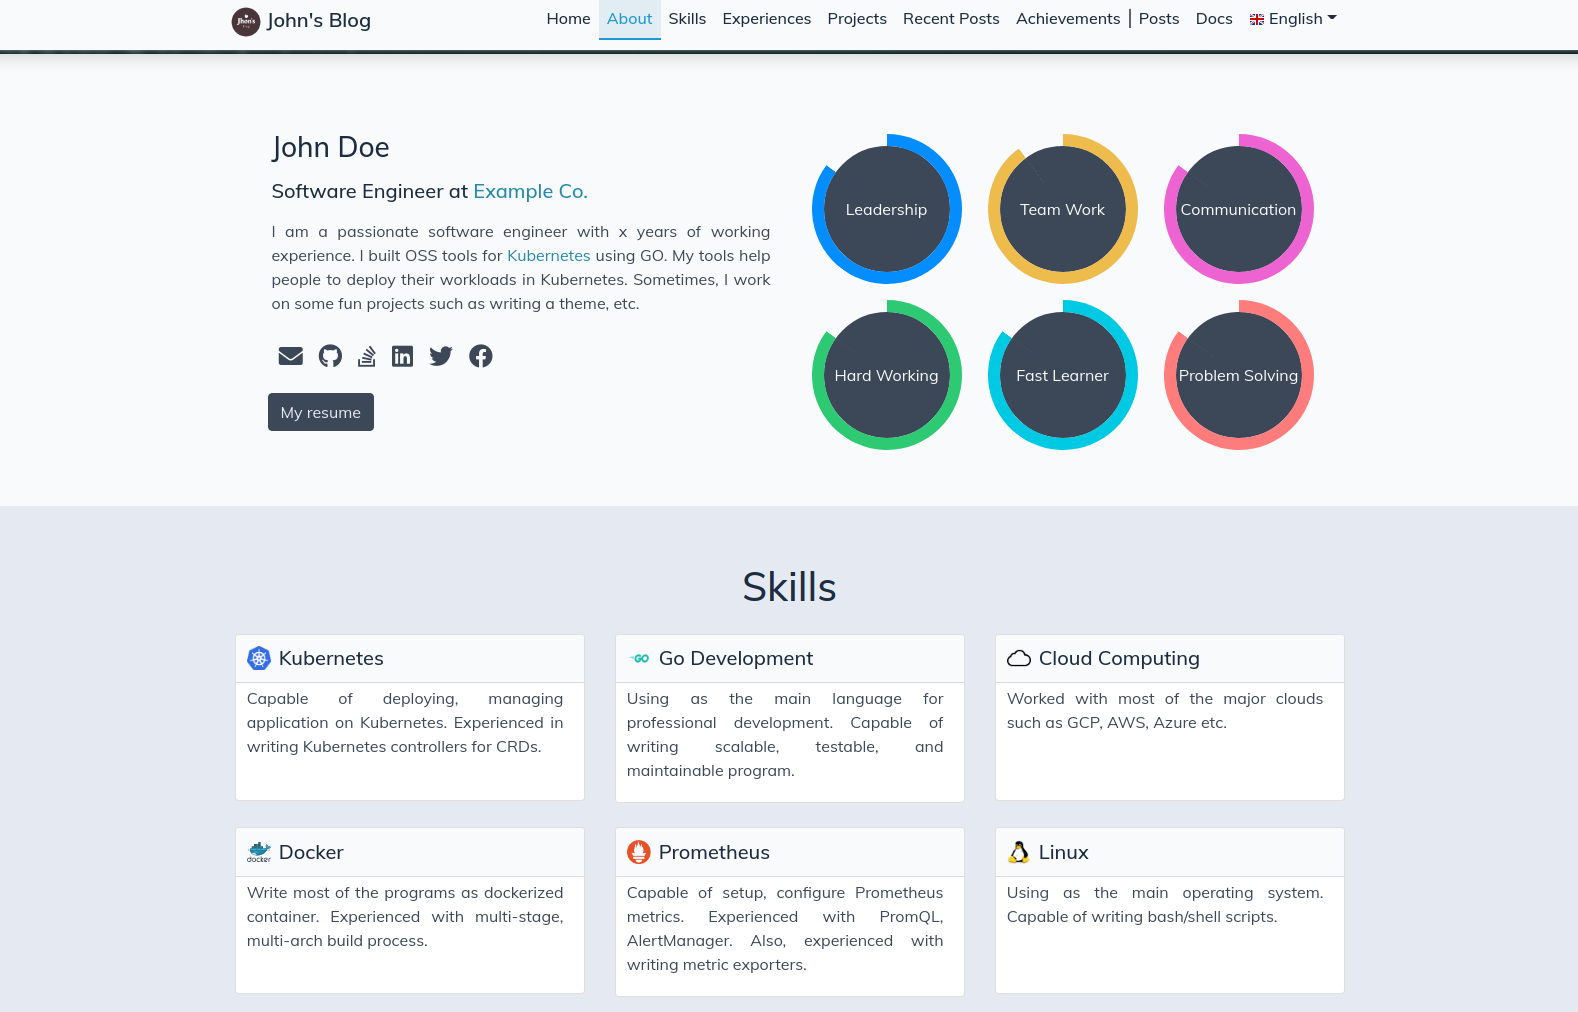 John's Blog
Home About Skills Experiences Projects Recent Posts Achievements | Posts Docs English
John Doe
Software Engineer at Example Co.
I am a passionate software engineer with x years of working
experience. I built OSS tools for Kubernetes using GO. My tools help
people to deploy their workloads in Kubernetes. Sometimes, I work
on some fun projects such as writing a theme, etc.
My resume
Leadership
Team Work
Communication
Hard Working
Fast Learner
Problem Solving
Skills
Kubernetes
Capable of deploying, managing
application on Kubernetes. Experienced in
writing Kubernetes controllers for CRDs.
GO
Go Development
Using as the main language for
professional development. Capable of
writing scalable, testable, and
maintainable program.
Cloud Computing
Worked with most of the major clouds
such as GCP, AWS, Azure etc.
docker
Docker
Write most of the programs as dockerized
container. Experienced with multi-stage,
multi-arch build process.
Prometheus
Capable of setup, configure Prometheus
metrics. Experienced with PromQL,
AlertManager. Also, experienced with
writing metric exporters.
Linux
Using as the main operating system.
Capable of writing bash/shell scripts.